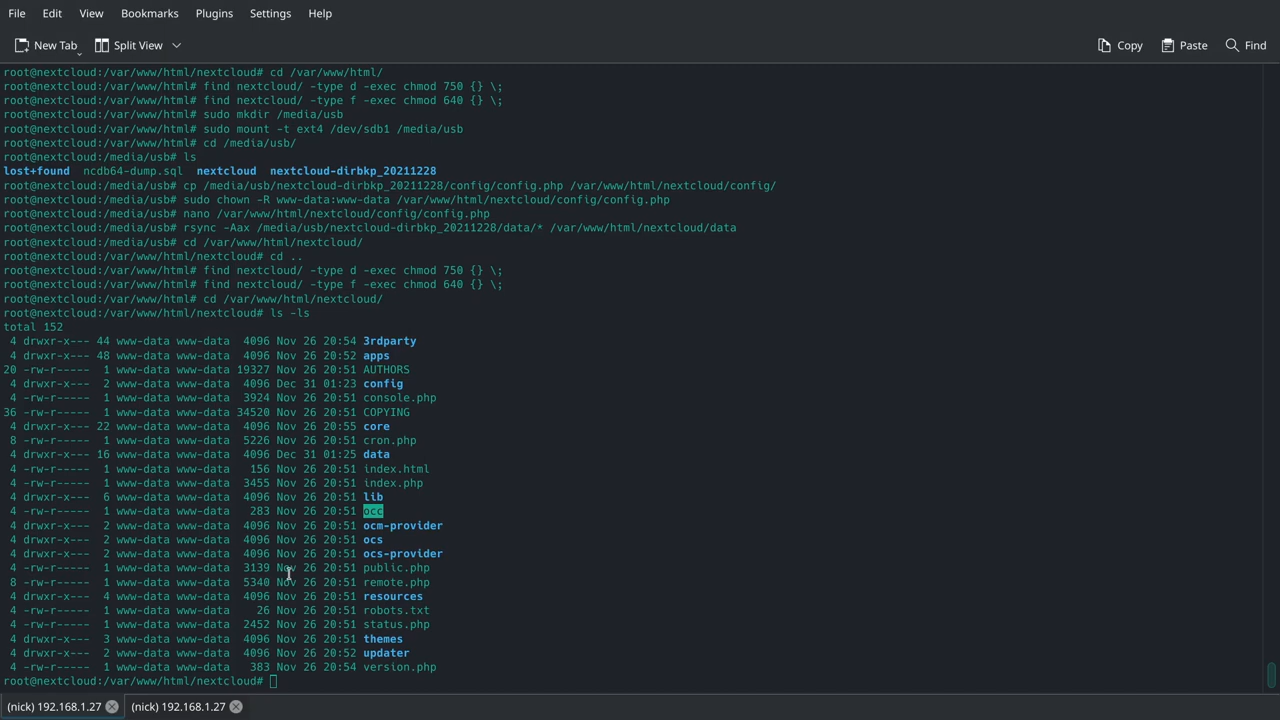 File Edit View Bookmarks Plugins Settings Help
New Tab Split View Copy Paste Find
root@nextcloud:/var/www/html/nextcloud# cd /var/www/html/
root@nextcloud:/var/www/html# find nextcloud/ -type d -exec chmod 750 {} \;
root@nextcloud:/var/www/html# find nextcloud/ -type f -exec chmod 640 {} \;
root@nextcloud:/var/www/html# sudo mkdir /media/usb
root@nextcloud:/var/www/html# sudo mount -t ext4 /dev/sdb1 /media/usb
root@nextcloud:/var/www/html# cd /media/usb/
root@nextcloud:/media/usb# ls
lost+found  ncdb64-dump.sql  nextcloud  nextcloud-dirbkp_20211228
root@nextcloud:/media/usb# cp /media/usb/nextcloud-dirbkp_20211228/config/config.php /var/www/html/nextcloud/config/
root@nextcloud:/media/usb# sudo chown -R www-data:www-data /var/www/html/nextcloud/config/config.php
root@nextcloud:/media/usb# nano /var/www/html/nextcloud/config/config.php
root@nextcloud:/media/usb# rsync -Aax /media/usb/nextcloud-dirbkp_20211228/data/* /var/www/html/nextcloud/data
root@nextcloud:/media/usb# cd /var/www/html/nextcloud/
root@nextcloud:/var/www/html/nextcloud# cd ..
root@nextcloud:/var/www/html# find nextcloud/ -type d -exec chmod 750 {} \;
root@nextcloud:/var/www/html# find nextcloud/ -type f -exec chmod 640 {} \;
root@nextcloud:/var/www/html# cd /var/www/html/nextcloud/
root@nextcloud:/var/www/html/nextcloud# ls -ls
total 152
 4 drwxr-x--- 44 www-data www-data  4096 Nov 26 20:54 3rdparty
 4 drwxr-x--- 48 www-data www-data  4096 Nov 26 20:52 apps
20 -rw-r-----  1 www-data www-data 19327 Nov 26 20:51 AUTHORS
 4 drwxr-x---  2 www-data www-data  4096 Dec 31 01:23 config
 4 -rw-r-----  1 www-data www-data  3924 Nov 26 20:51 console.php
36 -rw-r-----  1 www-data www-data 34520 Nov 26 20:51 COPYING
 4 drwxr-x--- 22 www-data www-data  4096 Nov 26 20:55 core
 8 -rw-r-----  1 www-data www-data  5226 Nov 26 20:51 cron.php
 4 drwxr-x--- 16 www-data www-data  4096 Dec 31 01:25 data
 4 -rw-r-----  1 www-data www-data   156 Nov 26 20:51 index.html
 4 -rw-r-----  1 www-data www-data  3455 Nov 26 20:51 index.php
 4 drwxr-x---  6 www-data www-data  4096 Nov 26 20:51 lib
 4 -rw-r-----  1 www-data www-data   283 Nov 26 20:51 occ
 4 drwxr-x---  2 www-data www-data  4096 Nov 26 20:51 ocm-provider
 4 drwxr-x---  2 www-data www-data  4096 Nov 26 20:51 ocs
 4 drwxr-x---  2 www-data www-data  4096 Nov 26 20:51 ocs-provider
 4 -rw-r-----  1 www-data www-data  3139 Nov 26 20:51 public.php
 8 -rw-r-----  1 www-data www-data  5340 Nov 26 20:51 remote.php
 4 drwxr-x---  4 www-data www-data  4096 Nov 26 20:51 resources
 4 -rw-r-----  1 www-data www-data    26 Nov 26 20:51 robots.txt
 4 -rw-r-----  1 www-data www-data  2452 Nov 26 20:51 status.php
 4 drwxr-x---  3 www-data www-data  4096 Nov 26 20:51 themes
 4 drwxr-x---  2 www-data www-data  4096 Nov 26 20:52 updater
 4 -rw-r-----  1 www-data www-data   383 Nov 26 20:54 version.php
root@nextcloud:/var/www/html/nextcloud#
(nick) 192.168.1.27 (nick) 192.168.1.27